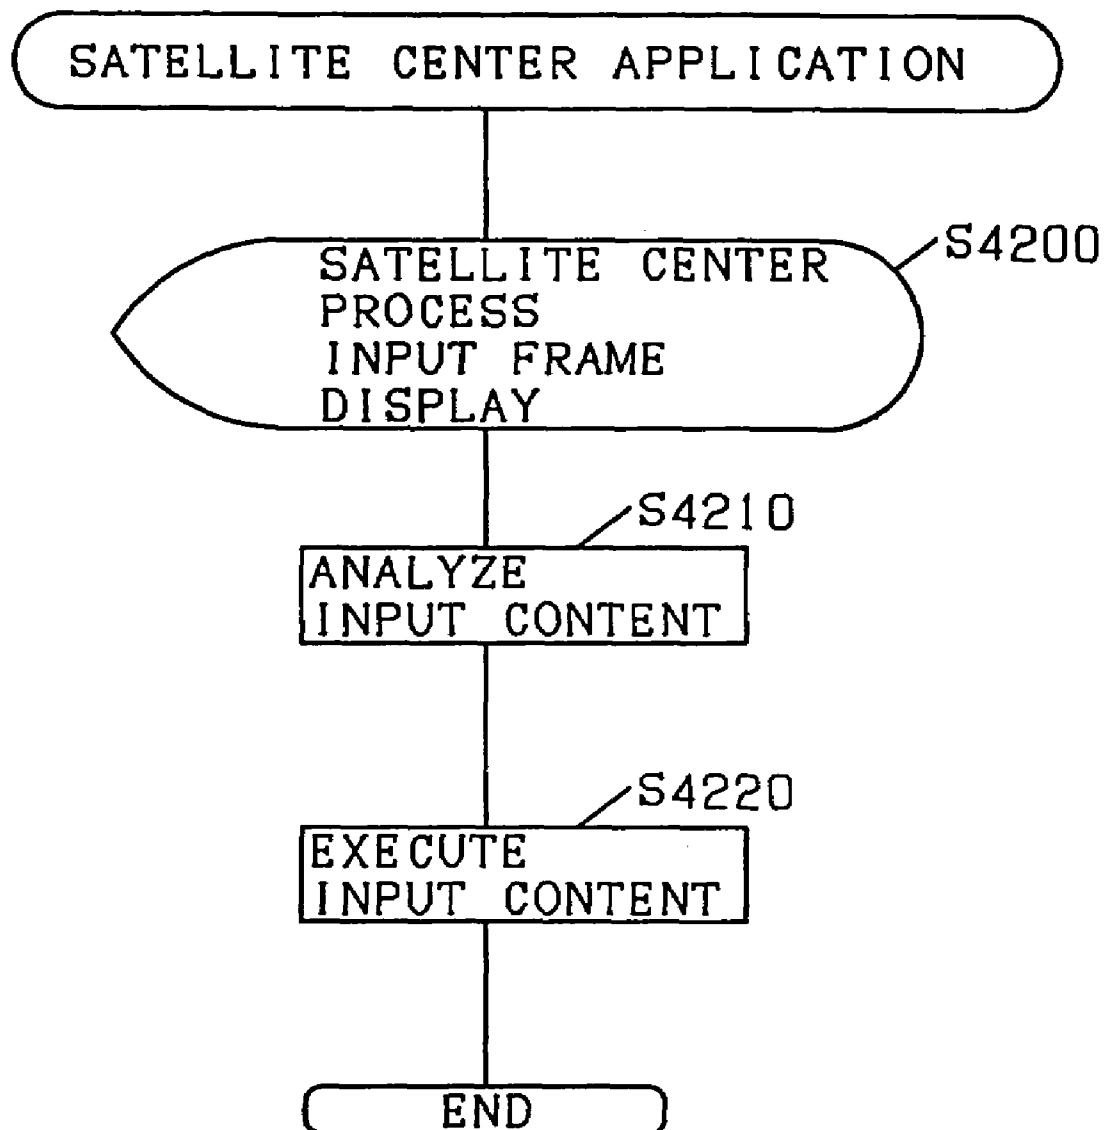 SATELLITE CENTER APPLICATION
S4200
SATELLITE CENTER
PROCESS
INPUT FRAME
DISPLAY
S4210
ANALYZE
INPUT CONTENT
S4220
EXECUTE
INPUT CONTENT
END